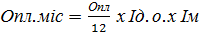 Опл.міс = Опл/12 х Ід.о.х Ім